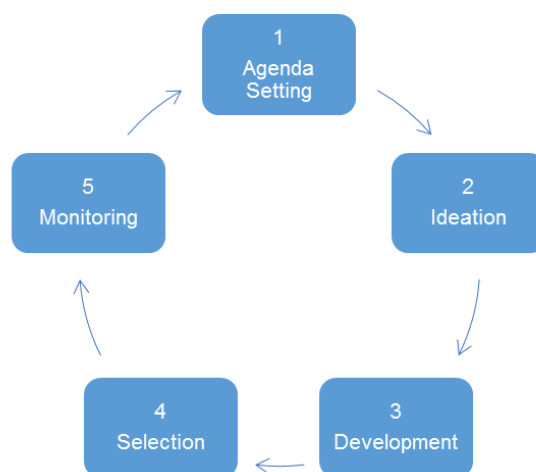 1
Agenda
Setting
2
Ideation
3
Development
4
Selection
5
Monitoring